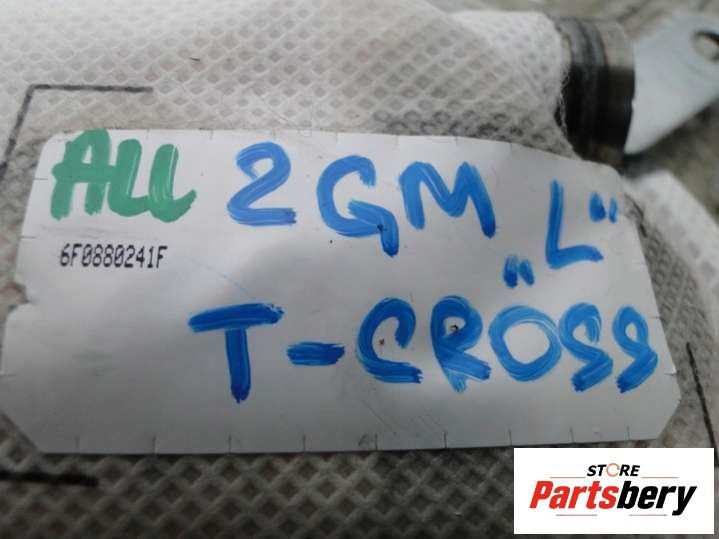 ALL 2GM „L“
6F0880241F
T-CROSS
STORE
Partsbery